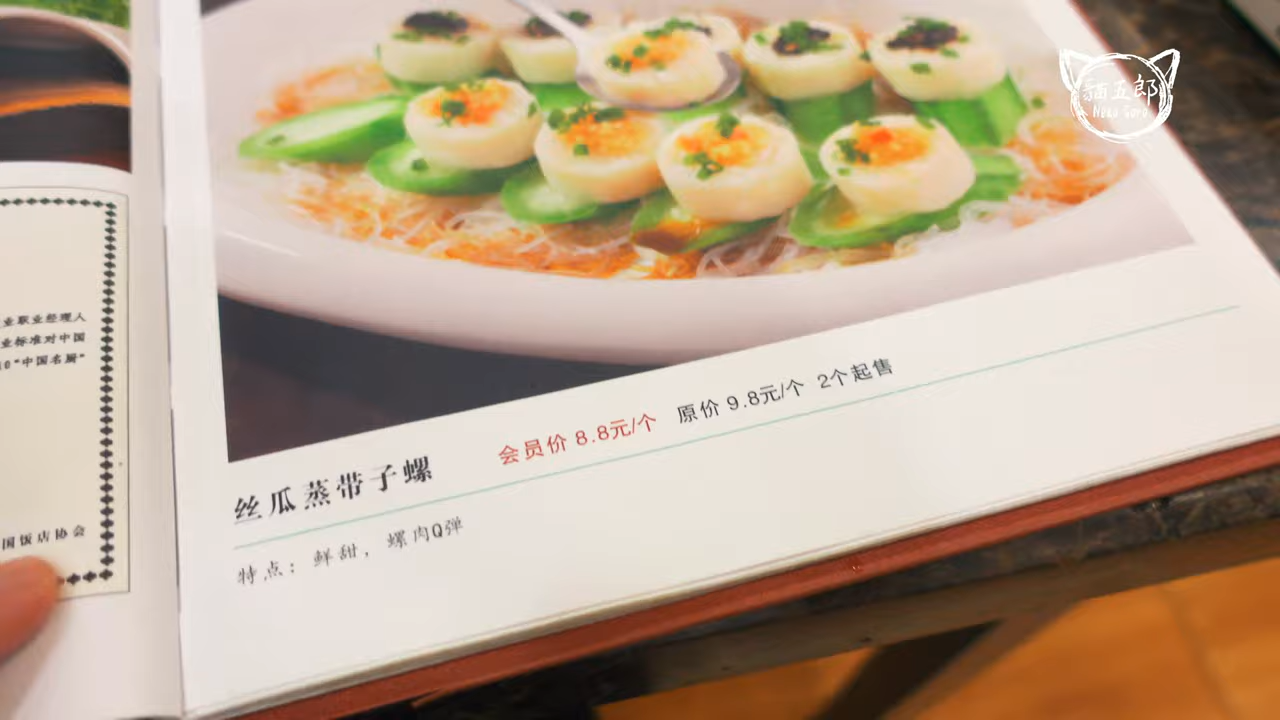 貓五郎
Neko Goro
业职业经理人
业标准对中国
10“中国名厨”
国饭店协会
丝瓜蒸带子螺
会员价 8.8元/个 原价 9.8元/个 2个起售
特点：鲜甜，螺肉Q弹